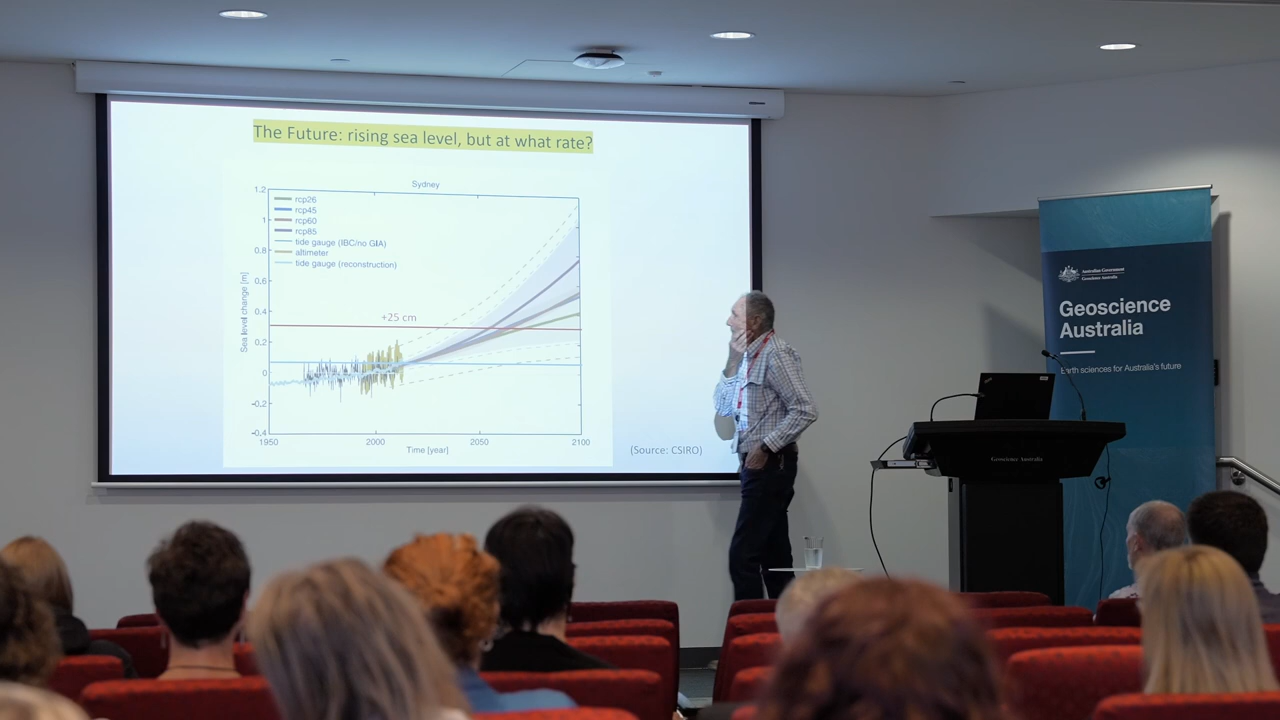 The Future: rising sea level, but at what rate?
Sydney
1.2
1
0.8
0.6
0.4
0.2
0
-0.2
-0.4
Sea level change [m]
rcp26
rcp45
rcp60
rcp85
tide gauge (IBC/no GIA)
altimeter
tide gauge (reconstruction)
+25 cm
1950
2000
2050
2100
Time [year]
(Source: CSIRO)
Australian Government
Geoscience Australia
Geoscience
Australia
Earth sciences for Australia's future
Geoscience Australia